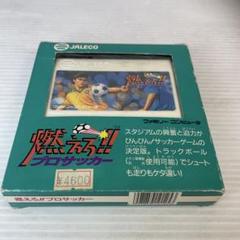 JALECO
ファミリーコンピュータ
燃えろ!!
プロサッカー
¥4600
スタジアムの興奮と迫力が
びんびん!サッカーゲームの
決定版。トラックボール
使用可能)でシュート
も走りもケタ違い!
燃えろ!!プロサッカー